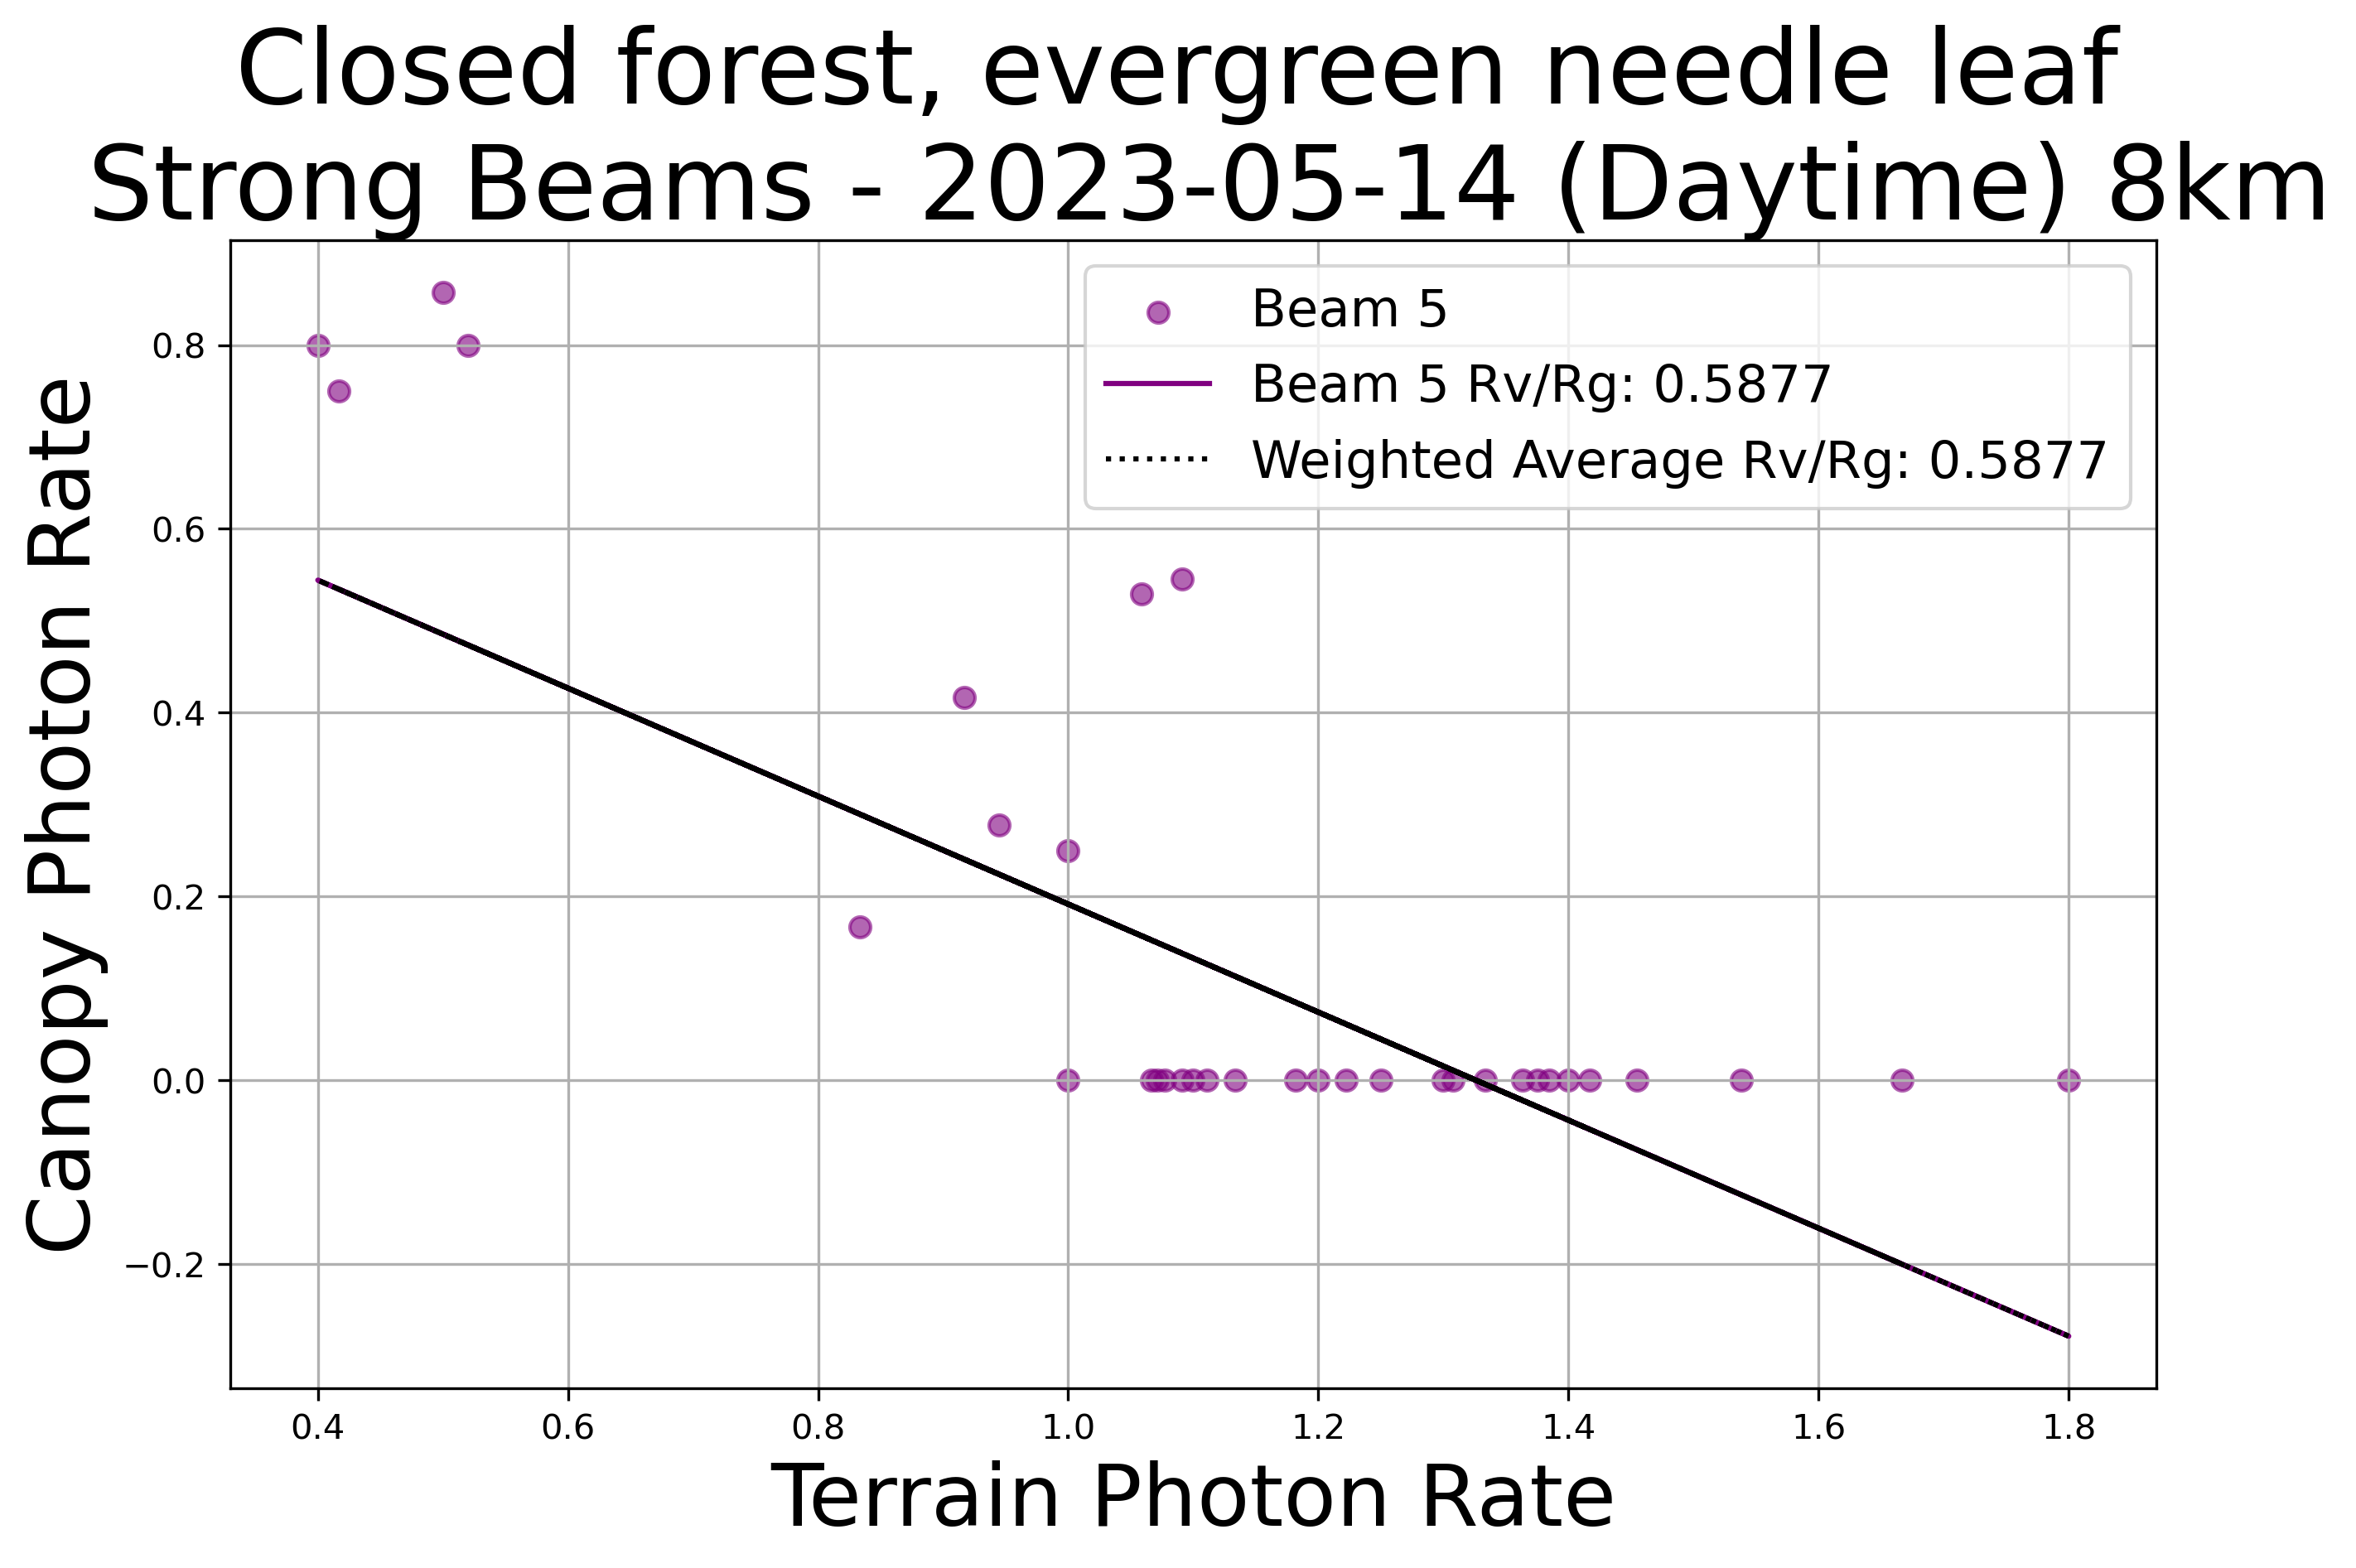 Closed forest, evergreen needle leaf
Strong Beams - 2023-05-14 (Daytime) 8km
Beam 5
Beam 5 Rv/Rg: 0.5877
Weighted Average Rv/Rg: 0.5877
Canopy Photon Rate
0.8
0.6
0.4
0.2
0.0
−0.2
0.4 0.6 0.8 1.0 1.2 1.4 1.6 1.8
Terrain Photon Rate